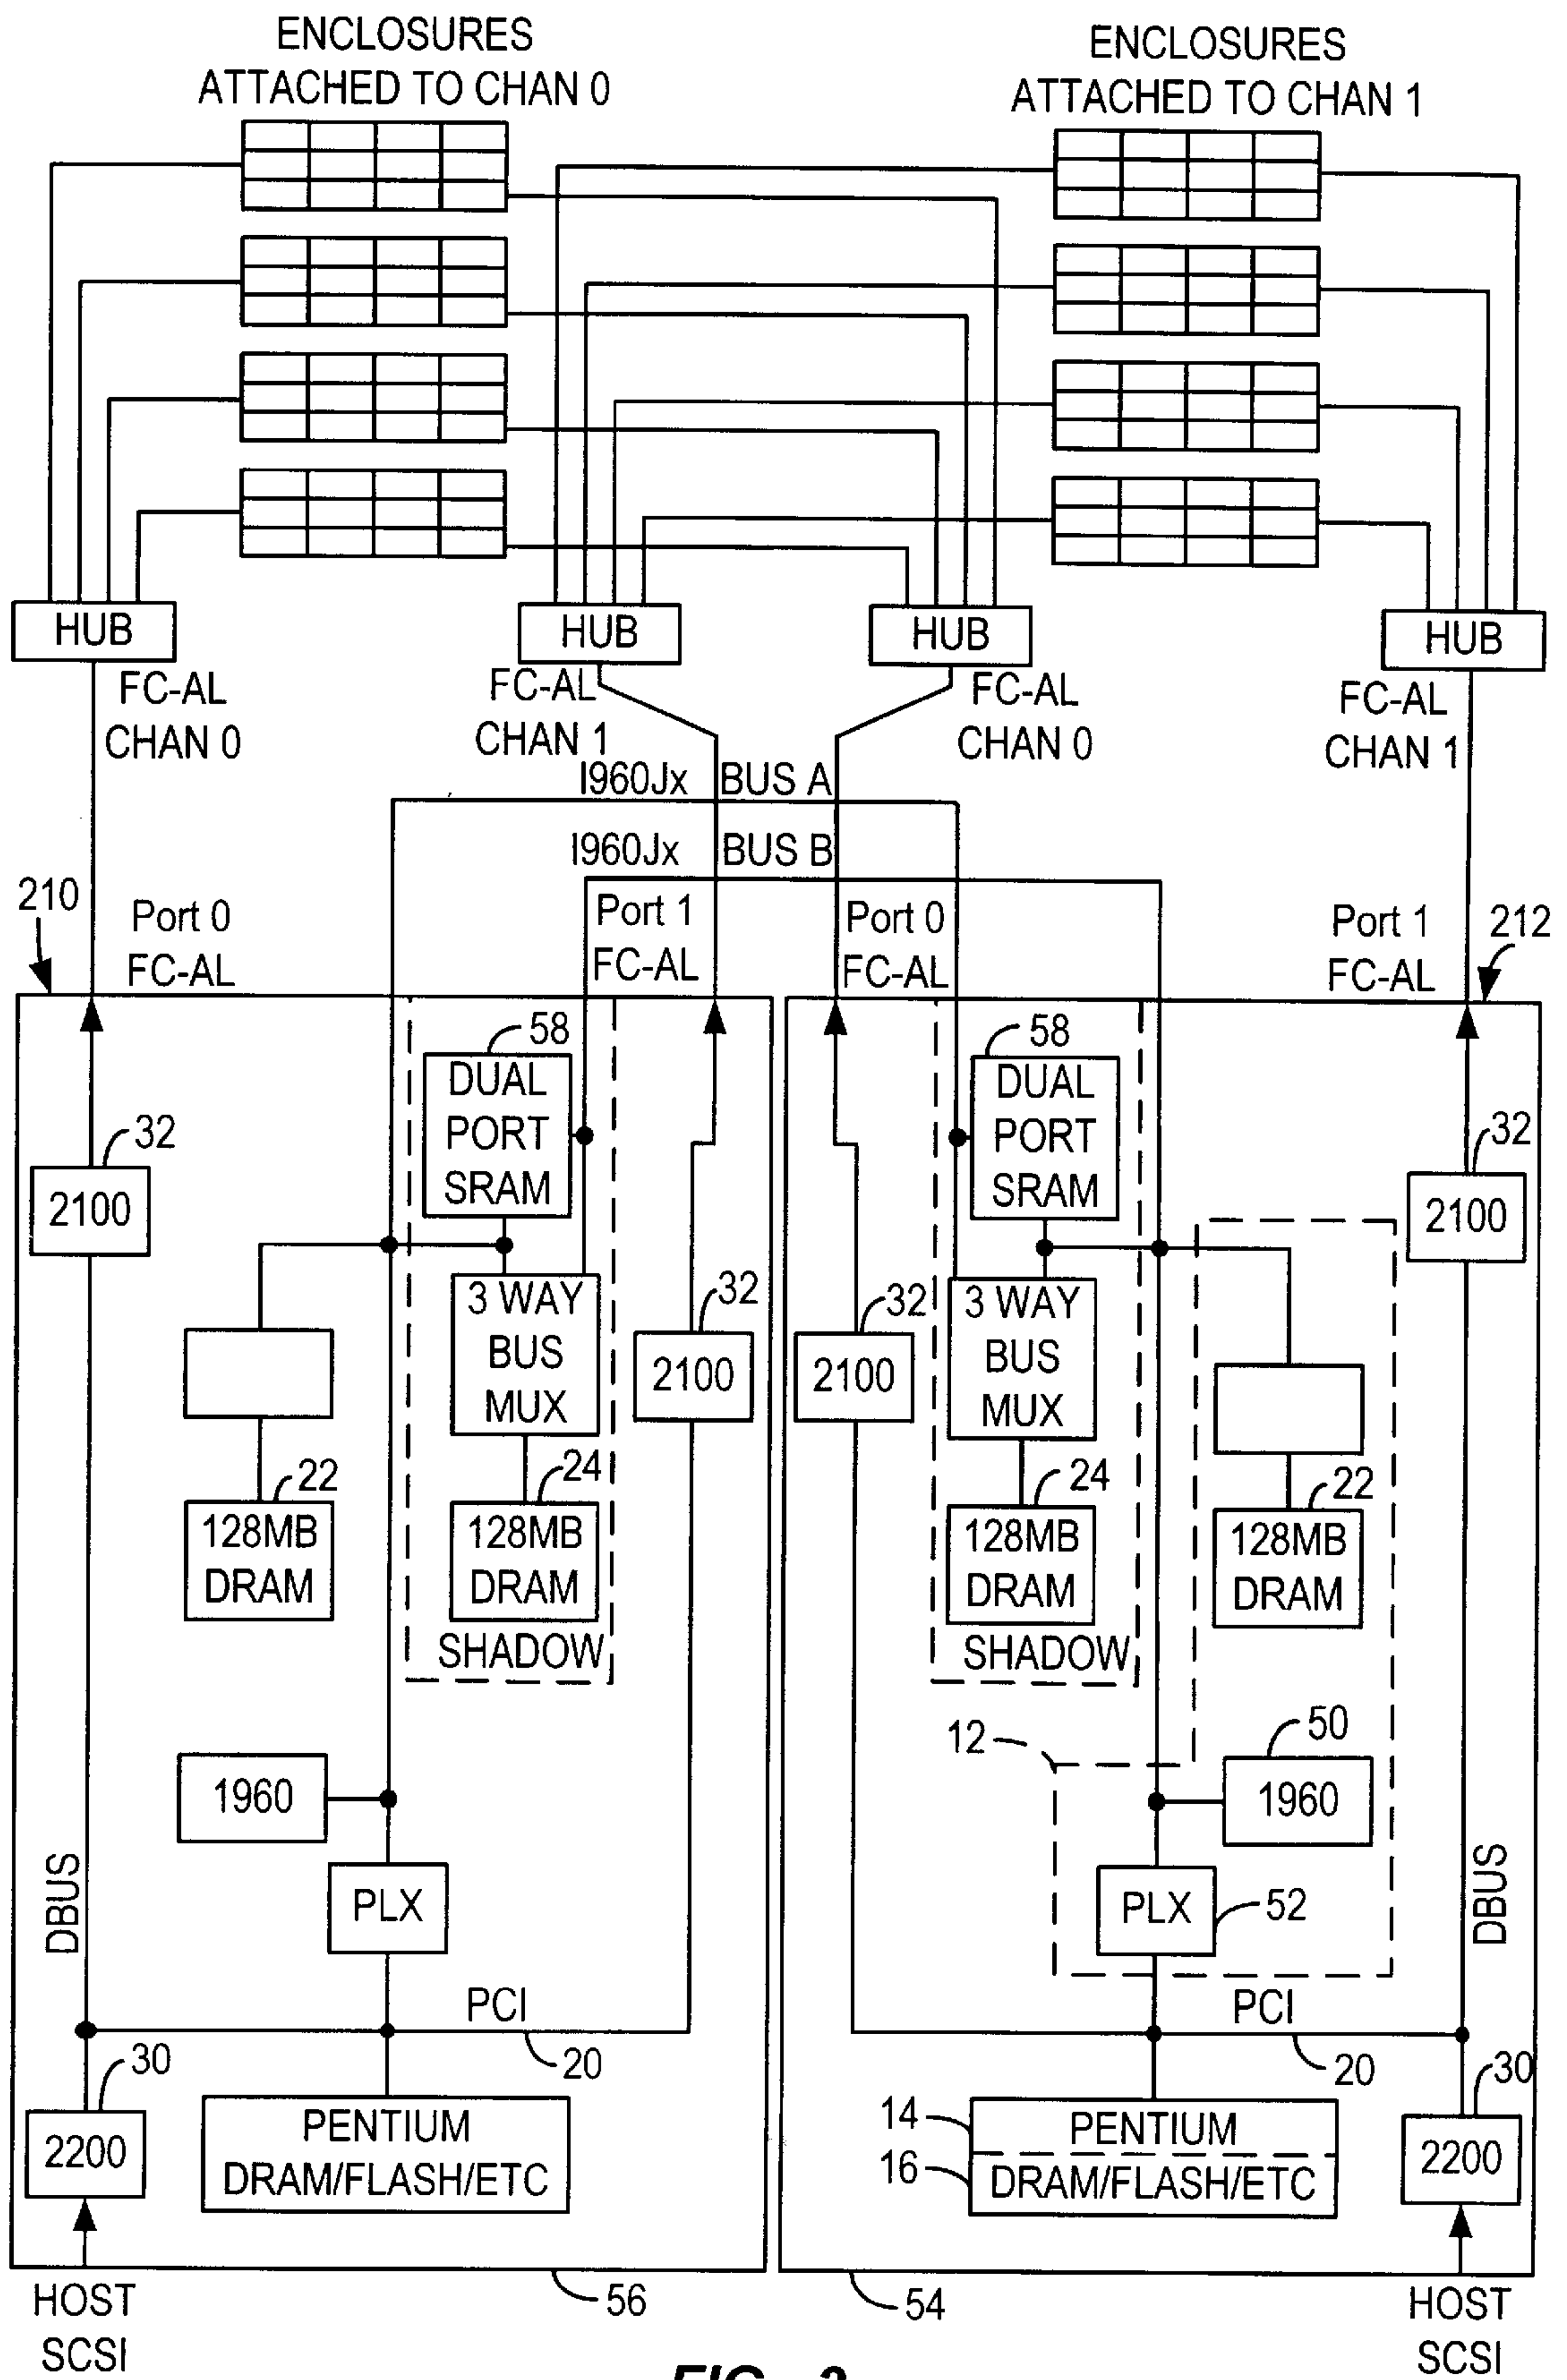 ENCLOSURES
ATTACHED TO CHAN 0
ENCLOSURES
ATTACHED TO CHAN 1
HUB
HUB
HUB
HUB
FC-AL
CHAN 0
FC-AL
CHAN 1
FC-AL
CHAN 0
FC-AL
CHAN 1
I960Jx BUS A
I960Jx BUS B
210
Port 0
FC-AL
Port 1
FC-AL
Port 0
FC-AL
Port 1
FC-AL
212
58
DUAL
PORT
SRAM
58
DUAL
PORT
SRAM
32
2100
32
2100
3 WAY
BUS
MUX
32
2100
32
2100
3 WAY
BUS
MUX
22
128MB
DRAM
24
128MB
DRAM
SHADOW
24
128MB
DRAM
SHADOW
22
128MB
DRAM
12
50
1960
1960
PLX
PLX
52
DBUS
DBUS
PCI
20
PCI
20
30
2200
PENTIUM
DRAM/FLASH/ETC
14
PENTIUM
16
DRAM/FLASH/ETC
30
2200
HOST
SCSI
56
54
HOST
SCSI